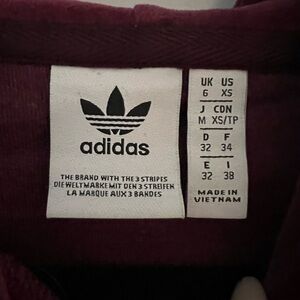 adidas
THE BRAND WITH THE 3 STRIPES
DIE WELTMARKE MIT DEN 3 STREIFEN
LA MARQUE AUX 3 BANDES
UK US
6 XS
J CDN
M XS/TP
D F
32 34
E I
32 38
MADE IN
VIETNAM